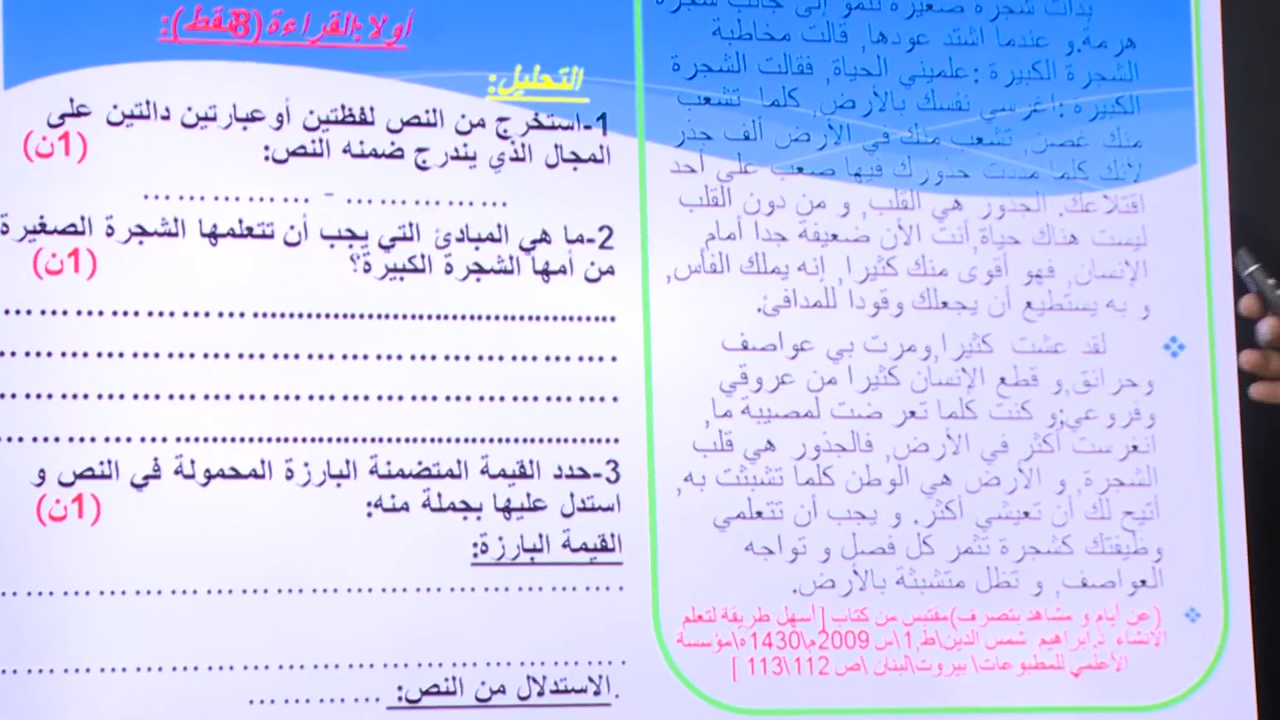 بدأت شجرة صغيرة تنمو إلى جانب شجرة
هرمة.و عندما اشتد عودها, قالت مخاطبة
الشجرة الكبيرة :علميني الحياة, فقالت الشجرة
الكبيرة :اغرسي نفسك بالأرض, كلما تشعب
منك غصن, تشعب منك في الأرض ألف جذر
لأنك كلما مددت جذورك فيها صعب على أحد
اقتلاعك. الجذور هي القلب, و من دون القلب
ليست هناك حياة,أنت الأن ضعيفة جدا أمام
الإنسان, فهو أقوى منك كثيرا, إنه يملك الفأس,
و به يستطيع أن يجعلك وقودا للمدافئ.
لقد عشت كثيرا,ومرت بي عواصف
وحرائق,و قطع الإنسان كثيرا من عروقي
وفروعي;و كنت كلما تعر ضت لمصيبة ما,
انغرست أكثر في الأرض, فالجذور هي قلب
الشجرة, و الأرض هي الوطن كلما تشبثت به,
أتيح لك أن تعيشي أكثر. و يجب أن تتعلمي
وظيفتك كشجرة تثمر كل فصل و تواجه
العواصف, و تظل متشبثة بالأرض.
(عن أيام و مشاهد بتصرف)مقتبس من كتاب [أسهل طريقة لتعلم
الانشاء د.ابراهيم شمس الدين\ط,1\س 2009م\1430ه\مؤسسة
الأعلمي للمطبوعات\ بيروت\لبنان \ص 112\113 ]
أولا :القراءة (8نقط):
التحليل:
1-استخرج من النص لفظتين أو عبارتين دالتين على
المجال الذي يندرج ضمنه النص: (1ن)
................ - ................
2-ما هي المبادئ التي يجب أن تتعلمها الشجرة الصغيرة
من أمها الشجرة الكبيرة؟ (1ن)
3-حدد القيمة المتضمنة البارزة المحمولة في النص و
استدل عليها بجملة منه: (1ن)
القيمة البارزة:
.الاستدلال من النص: ............